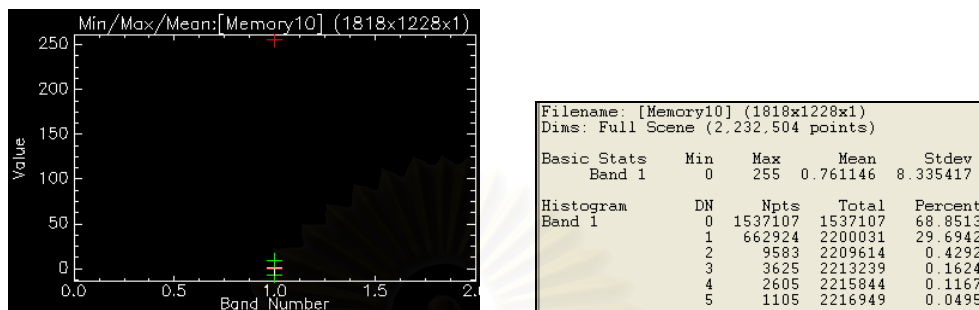 Min/Max/Mean:[Memory10] (1818x1228x1)
250
200
150
100
50
0
Value
0.0 0.5 1.0 1.5 2.
Band Number
Filename: [Memory10] (1818x1228x1)
Dims: Full Scene (2,232,504 points)
Basic Stats Min Max Mean Stdev
Band 1 0 255 0.761146 8.335417
Histogram DN Npts Total Percent
Band 1 0 1537107 1537107 68.8513
1 662924 2200031 29.6942
2 9583 2209614 0.4292
3 3625 2213239 0.1624
4 2605 2215844 0.1167
5 1105 2216949 0.0495